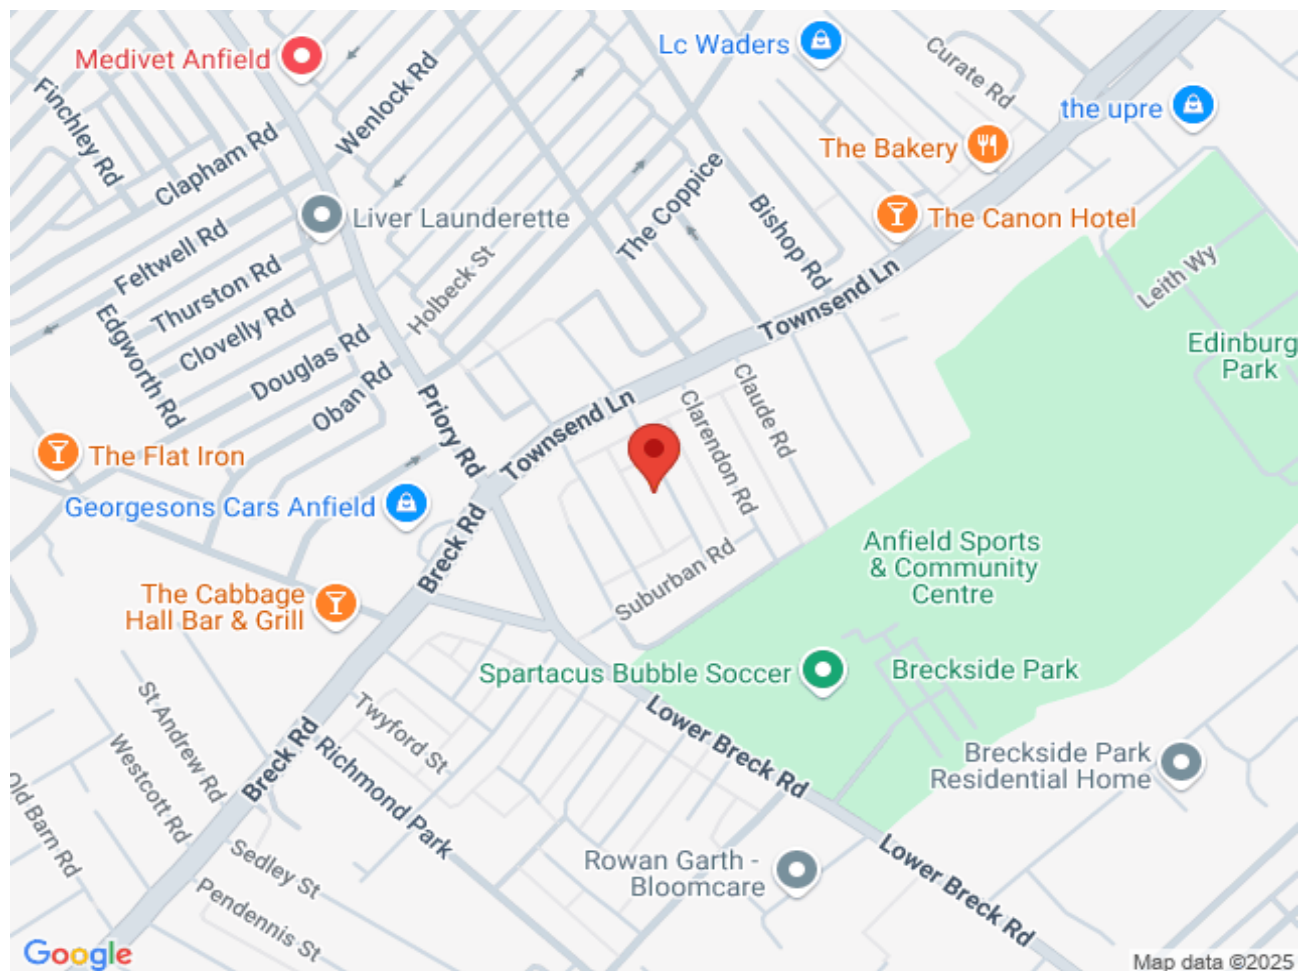 Medivet Anfield
Lc Waders
Curate Rd
the upre
Finchley Rd
Wenlock Rd
Clapham Rd
The Bakery
Liver Launderette
The Coppice
Bishop Rd
The Canon Hotel
Feltwell Rd
Leith Wy
Thurston Rd
Holbeck St
Townsend Ln
Edgworth Rd
Clovelly Rd
Edinburg
Park
Douglas Rd
Oban Rd
Priory Rd
Townsend Ln
Clarendon Rd
Claude Rd
The Flat Iron
Georgesons Cars Anfield
Breck Rd
Anfield Sports
& Community
Centre
Suburban Rd
The Cabbage
Hall Bar & Grill
Spartacus Bubble Soccer
Breckside Park
St Andrew Rd
Twyford St
Lower Breck Rd
Westcott Rd
Breck Rd
Richmond Park
Breckside Park
Residential Home
Old Barn Rd
Sedley St
Rowan Garth -
Bloomcare
Lower Breck Rd
Pendennis St
Google
Map data ©2025